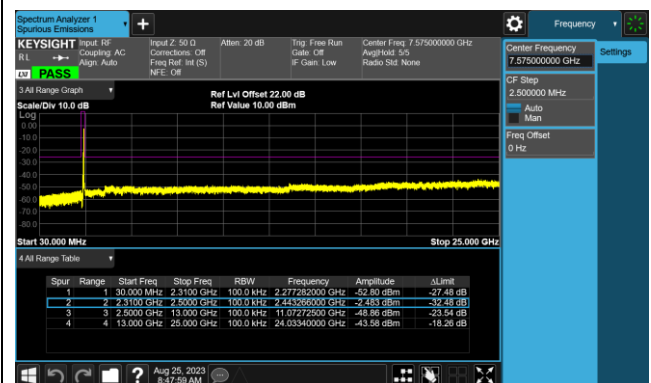 Spectrum Analyzer 1
Spurious Emissions
Frequency
KEYSIGHT Input: RF
RL Coupling: AC
Align: Auto
LXI PASS
Input Z: 50 Ω
Corrections: Off
Freq Ref: Int (S)
NFE: Off
Atten: 20 dB
Trig: Free Run
Gate: Off
IF Gain: Low
Center Freq: 7.575000000 GHz
Avg|Hold: 5/5
Radio Std: None
Center Frequency
7.575000000 GHz
Settings
CF Step
2.500000 MHz
Auto
Man
Freq Offset
0 Hz
3 All Range Graph
Scale/Div 10.0 dB
Ref Lvl Offset 22.00 dB
Ref Value 10.00 dBm
Log
0.00
-10.0
-20.0
-30.0
-40.0
-50.0
-60.0
-70.0
-80.0
Start 30.000 MHz
Stop 25.000 GHz
4 All Range Table
Spur Range Start Freq Stop Freq RBW Frequency Amplitude ΔLimit
1 1 30.000 MHz 2.3100 GHz 100.0 kHz 2.277282000 GHz -52.80 dBm -27.48 dB
2 2 2.3100 GHz 2.5000 GHz 100.0 kHz 2.443266000 GHz -2.483 dBm -32.48 dB
3 3 2.5000 GHz 13.000 GHz 100.0 kHz 11.07272500 GHz -48.86 dBm -23.54 dB
4 4 13.000 GHz 25.000 GHz 100.0 kHz 24.03340000 GHz -43.58 dBm -18.26 dB
Aug 25, 2023
8:47:59 AM